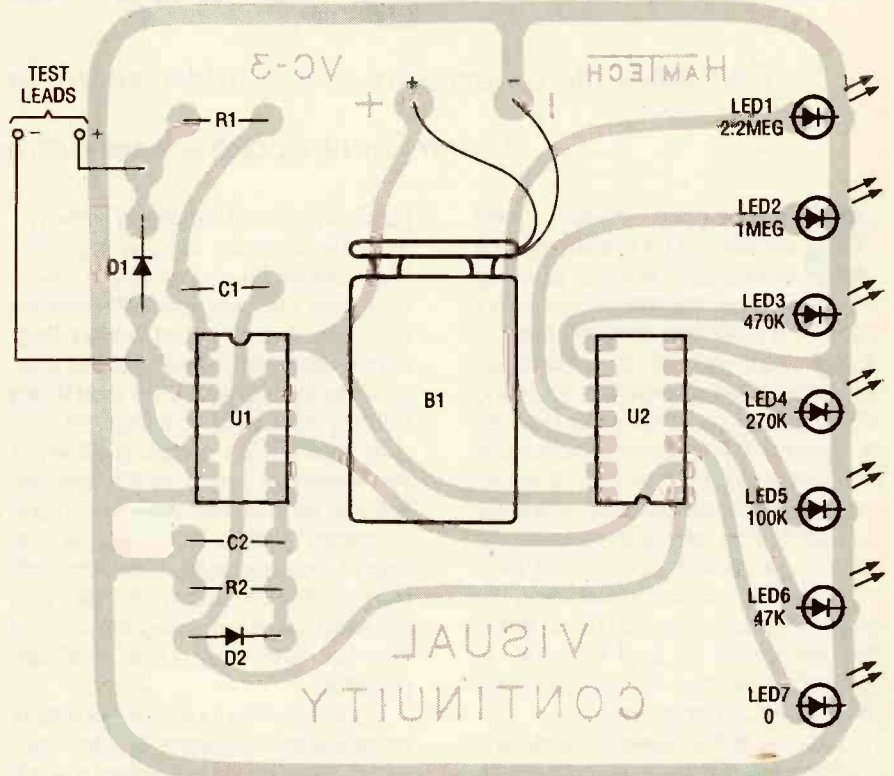 VC-3
HAMTECH
TEST
LEADS
- +
+ -
+ -
R1
D1
C1
U1
B1
U2
C2
R2
D2
LED1
2.2MEG
LED2
1MEG
LED3
470K
LED4
270K
LED5
100K
LED6
47K
LED7
0
VISUAL
CONTINUITY